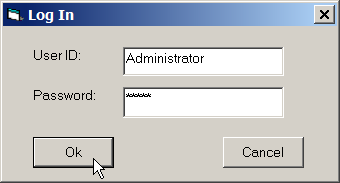 Log In
User ID: Administrator
Password: *****
Ok Cancel